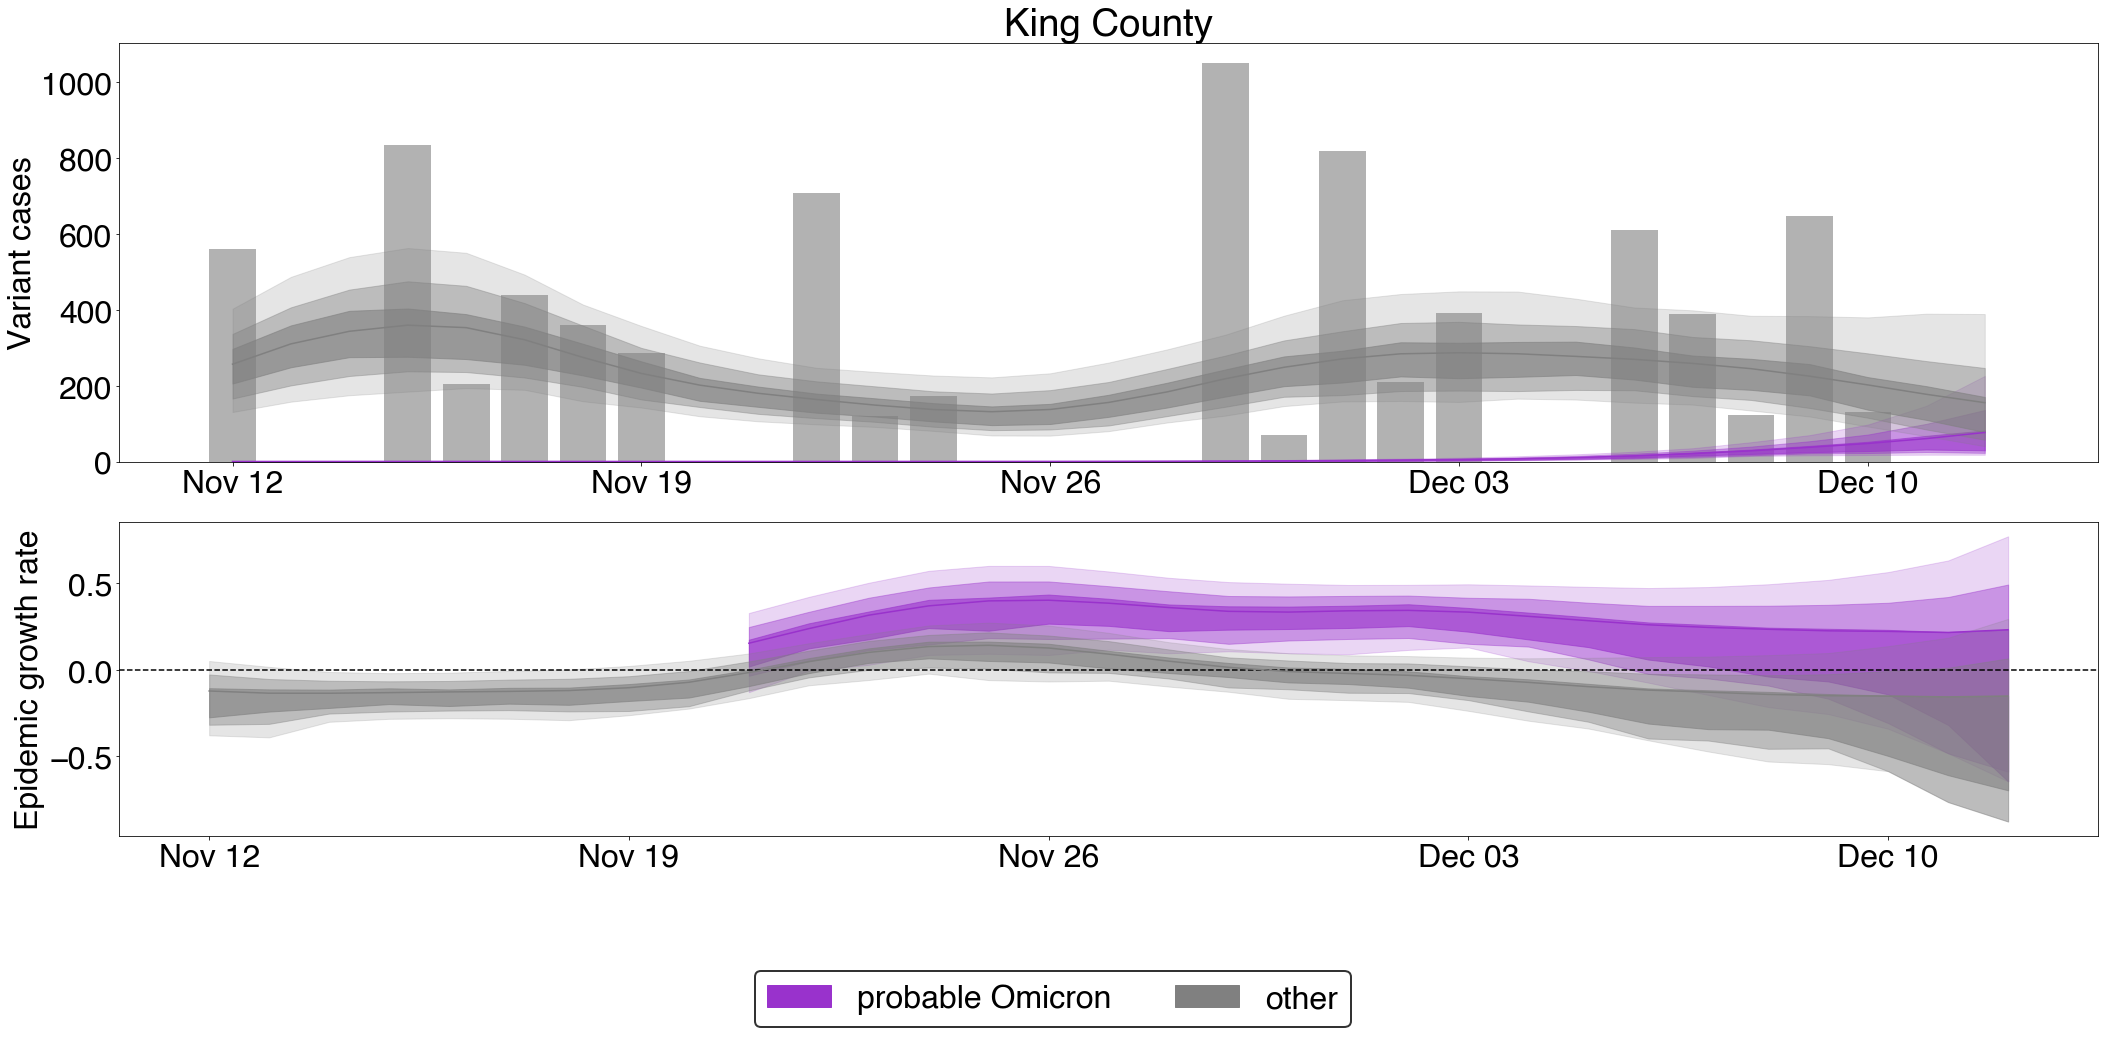 King County
Variant cases
1000
800
600
400
200
0
Nov 12 Nov 19 Nov 26 Dec 03 Dec 10
Epidemic growth rate
0.5
0.0
−0.5
Nov 12 Nov 19 Nov 26 Dec 03 Dec 10
probable Omicron other